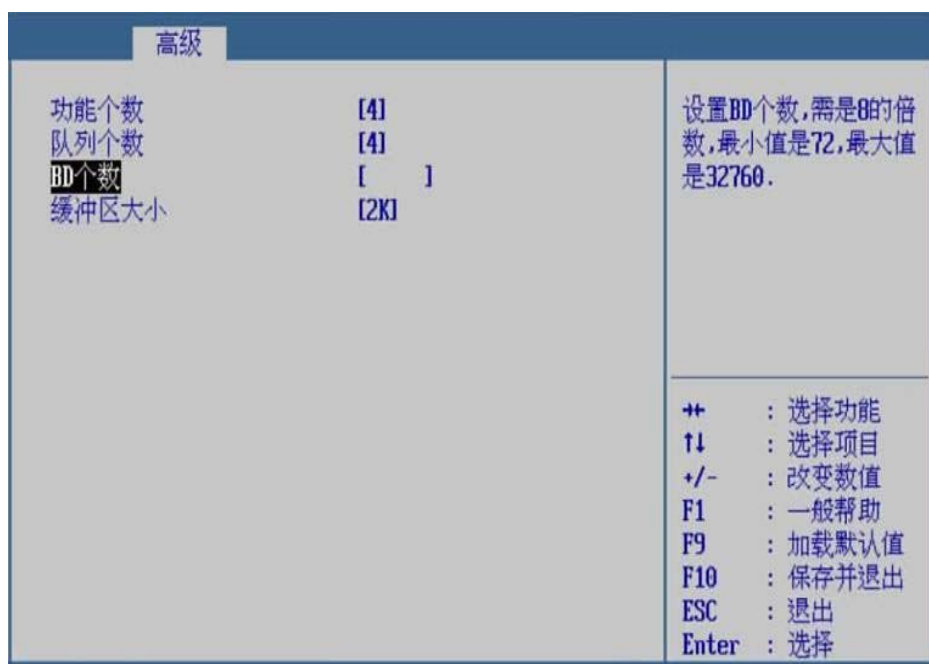 高级
功能个数 [4]
队列个数 [4]
BD个数 [ ]
缓冲区大小 [2K]
设置BD个数,需是8的倍
数,最小值是72,最大值
是32760.
→← : 选择功能
↑↓ : 选择项目
+/- : 改变数值
F1 : 一般帮助
F9 : 加载默认值
F10 : 保存并退出
ESC : 退出
Enter : 选择